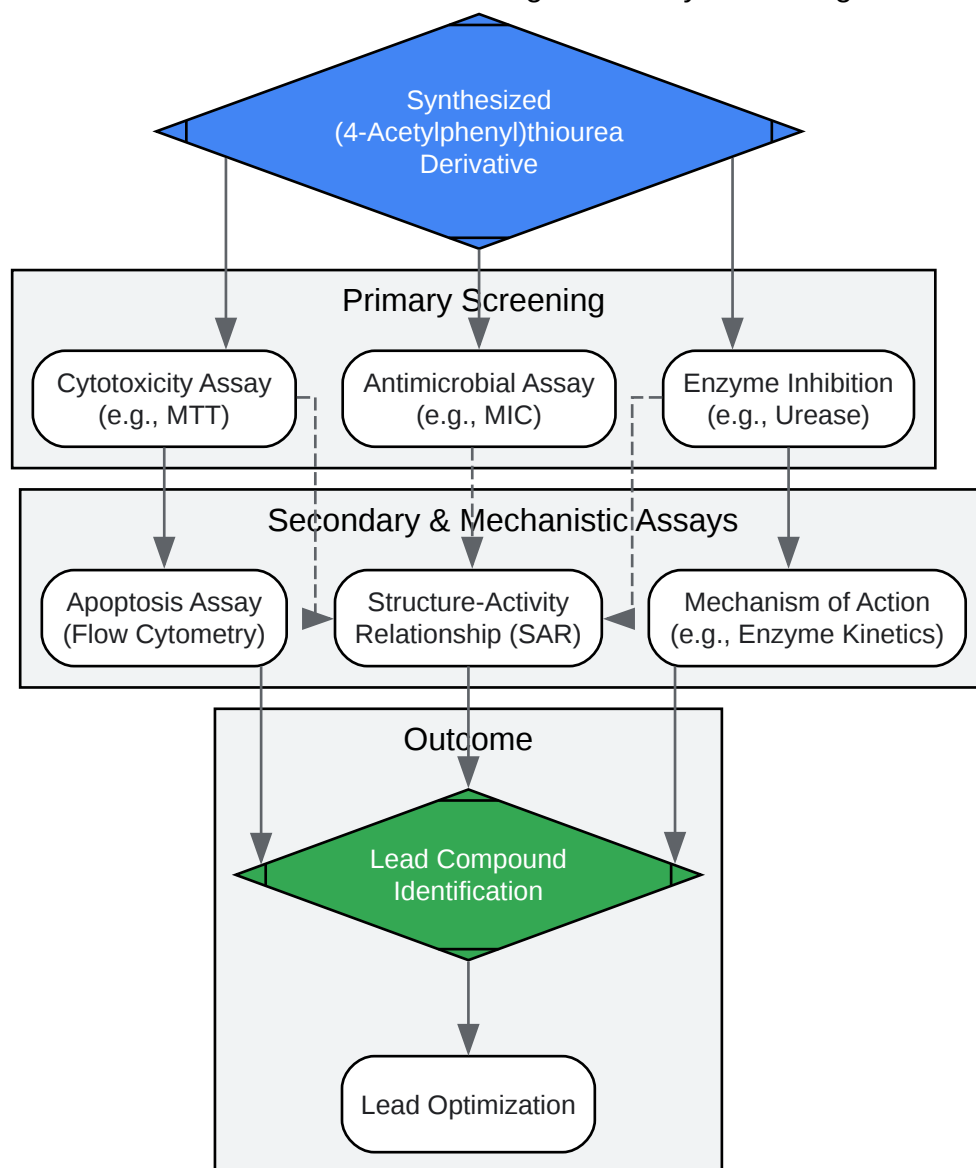 Synthesized
(4-Acetylphenyl)thiourea
Derivative
Primary Screening
Cytotoxicity Assay
(e.g., MTT)
Antimicrobial Assay
(e.g., MIC)
Enzyme Inhibition
(e.g., Urease)
Secondary & Mechanistic Assays
Apoptosis Assay
(Flow Cytometry)
Structure-Activity
Relationship (SAR)
Mechanism of Action
(e.g., Enzyme Kinetics)
Outcome
Lead Compound
Identification
Lead Optimization